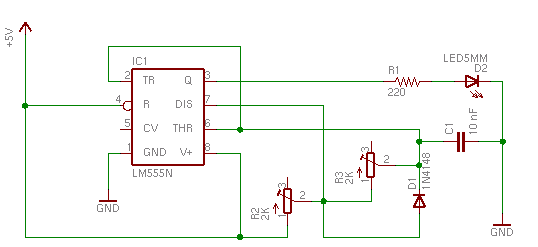 +5V
IC1
2 TR Q 3
4 R DIS 7
5 CV THR 6
1 GND V+ 8
LM555N
GND
R1
220
LED5MM
D2
C1
10 nF
R3
2K
1 3
2
D1
1N4148
R2
2K
1 3
2
GND